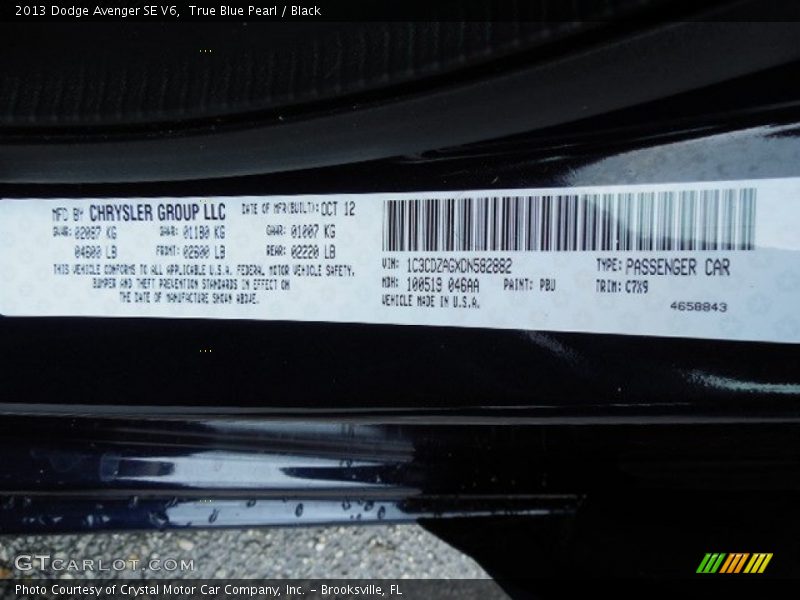 2013 Dodge Avenger SE V6,  True Blue Pearl / Black
MFD BY CHRYSLER GROUP LLC DATE OF MFR(BUILT): OCT 12
GVWR: 02087 KG GAWR: 01180 KG GAWR: 01007 KG
04600 LB FRONT: 02600 LB REAR: 02220 LB
THIS VEHICLE CONFORMS TO ALL APPLICABLE U.S.A. FEDERAL MOTOR VEHICLE SAFETY,
BUMPER AND THEFT PREVENTION STANDARDS IN EFFECT ON
THE DATE OF MANUFACTURE SHOWN ABOVE.
VIN: 1C3CDZAGXDN582882 TYPE: PASSENGER CAR
MDH: 100519 046AA PAINT: PBU TRIM: C7X9
VEHICLE MADE IN U.S.A.
4658843
GTCARLOT.COM
Photo Courtesy of Crystal Motor Car Company, Inc. – Brooksville, FL